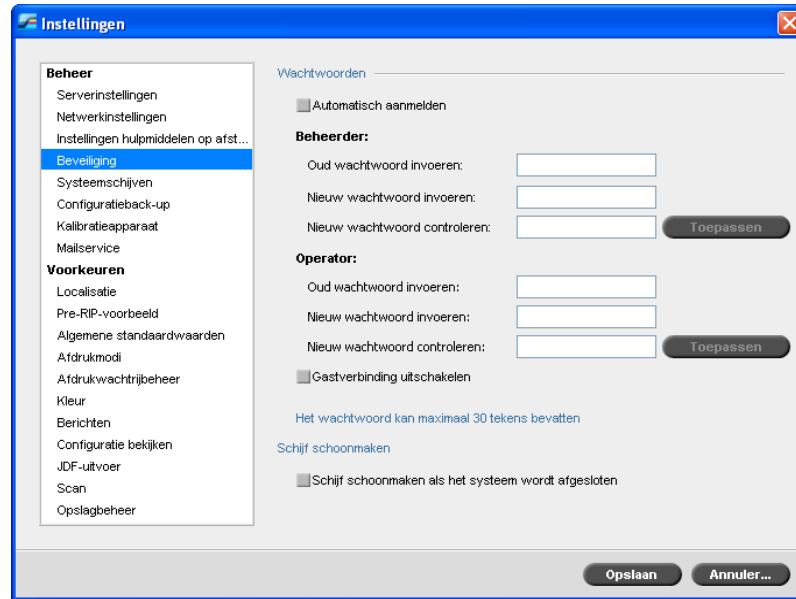 Instellingen
Beheer
Serverinstellingen
Netwerkinstellingen
Instellingen hulpmiddelen op afst...
Beveiliging
Systeemschijven
Configuratieback-up
Kalibratieapparaat
Mailservice
Voorkeuren
Localisatie
Pre-RIP-voorbeeld
Algemene standaardwaarden
Afdrukmodi
Afdrukwachtrijbeheer
Kleur
Berichten
Configuratie bekijken
JDF-uitvoer
Scan
Opslagbeheer
Wachtwoorden
Automatisch aanmelden
Beheerder:
Oud wachtwoord invoeren:
Nieuw wachtwoord invoeren:
Nieuw wachtwoord controleren:
Toepassen
Operator:
Oud wachtwoord invoeren:
Nieuw wachtwoord invoeren:
Nieuw wachtwoord controleren:
Toepassen
Gastverbinding uitschakelen
Het wachtwoord kan maximaal 30 tekens bevatten
Schijf schoonmaken
Schijf schoonmaken als het systeem wordt afgesloten
Opslaan
Annuler...